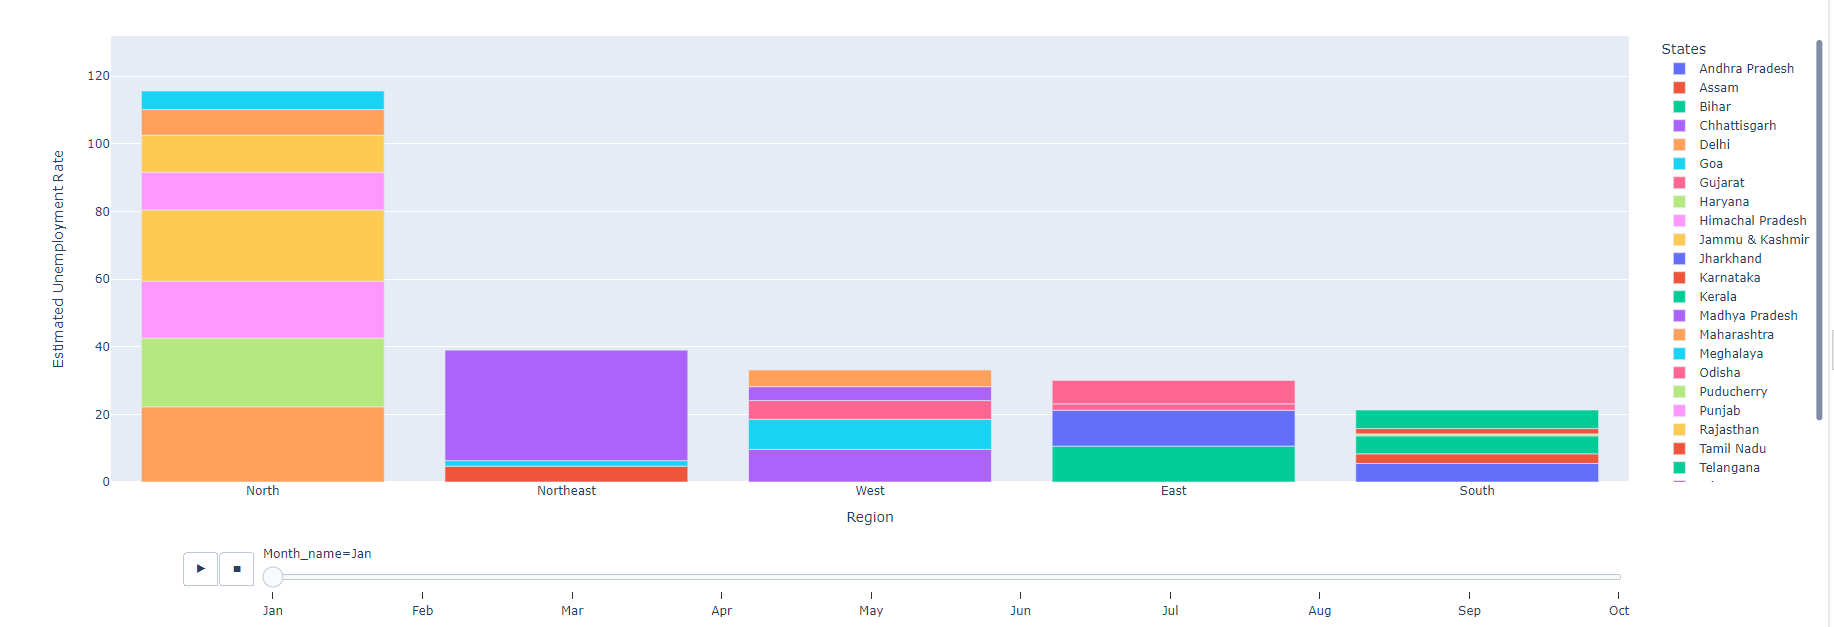 120
100
80
60
40
20
0
Estimated Unemployment Rate
North
Northeast
West
East
South
Region
States
Andhra Pradesh
Assam
Bihar
Chhattisgarh
Delhi
Goa
Gujarat
Haryana
Himachal Pradesh
Jammu & Kashmir
Jharkhand
Karnataka
Kerala
Madhya Pradesh
Maharashtra
Meghalaya
Odisha
Puducherry
Punjab
Rajasthan
Tamil Nadu
Telangana
Month_name=Jan
Jan
Feb
Mar
Apr
May
Jun
Jul
Aug
Sep
Oct